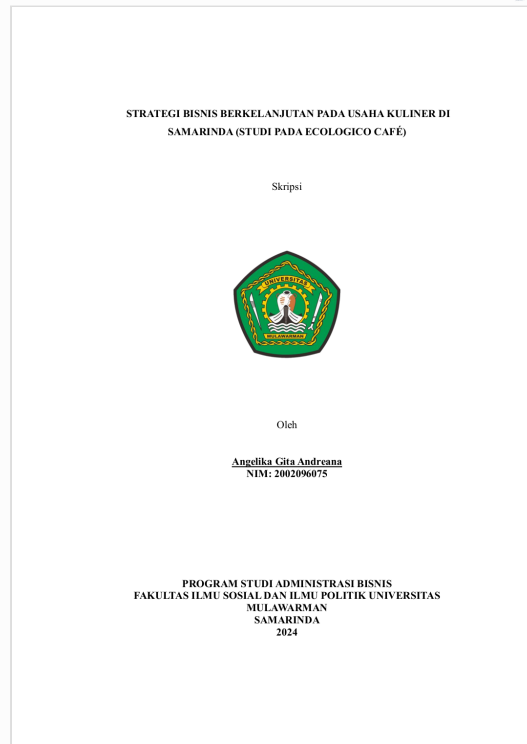 STRATEGI BISNIS BERKELANJUTAN PADA USAHA KULINER DI
SAMARINDA (STUDI PADA ECOLOGICO CAFÉ)
Skripsi
UNIVERSITAS
MULAWARMAN
Oleh
Angelika Gita Andreana
NIM: 2002096075
PROGRAM STUDI ADMINISTRASI BISNIS
FAKULTAS ILMU SOSIAL DAN ILMU POLITIK UNIVERSITAS
MULAWARMAN
SAMARINDA
2024